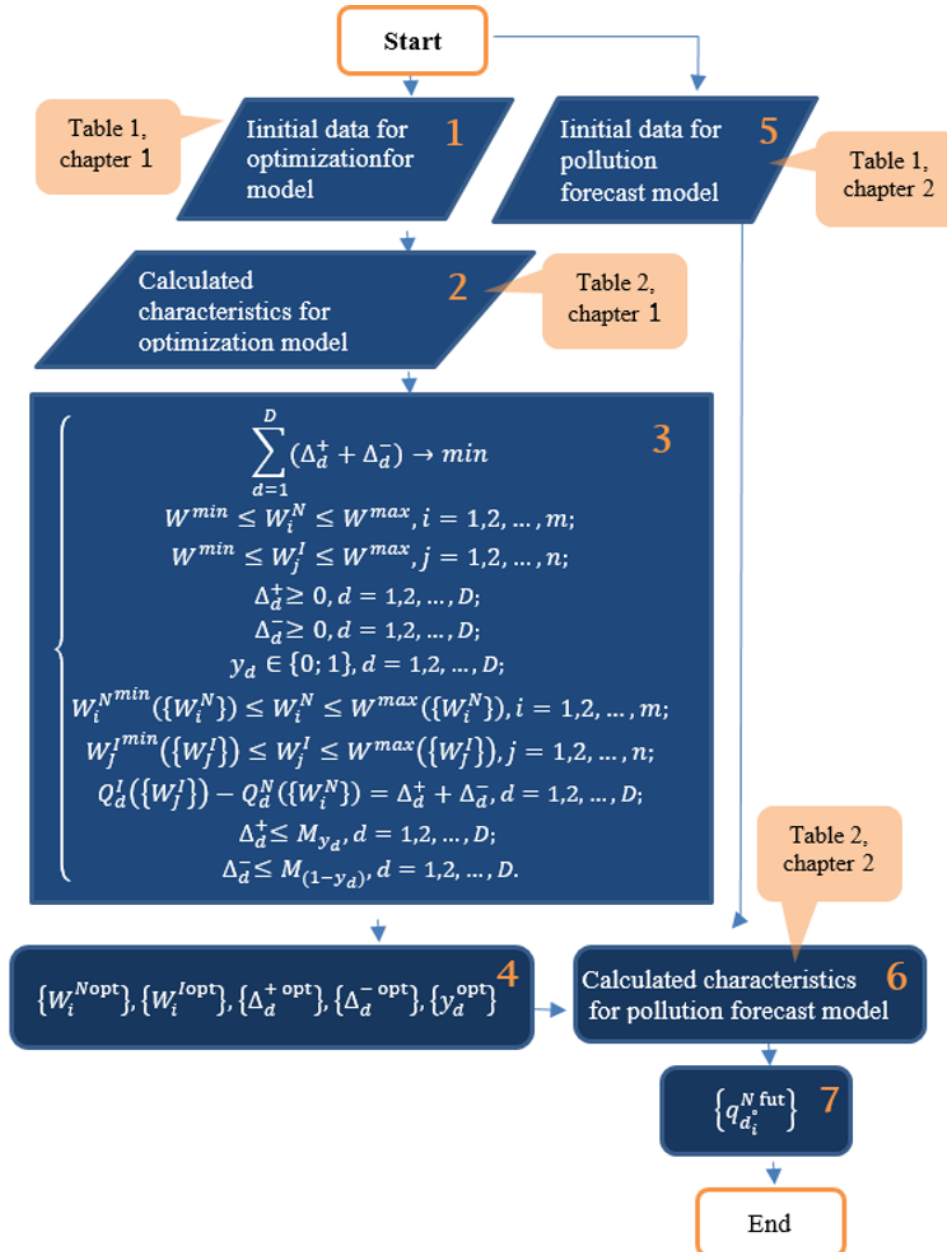 Start
Table 1,
chapter 1
Iinitial data for
optimizationfor
model
1
Iinitial data for
pollution
forecast model
5
Table 1,
chapter 2
Calculated
characteristics for
optimization model
2
Table 2,
chapter 1
3
\sum_{d=1}^{D} (Δ_d^+ + Δ_d^-) → min
W^{min} ≤ W_i^N ≤ W^{max}, i = 1,2, …, m;
W^{min} ≤ W_j^I ≤ W^{max}, j = 1,2, …, n;
Δ_d^+ ≥ 0, d = 1,2, …, D;
Δ_d^- ≥ 0, d = 1,2, …, D;
y_d ∈ {0; 1}, d = 1,2, …, D;
W_i^{N^{min}}({W_i^N}) ≤ W_i^N ≤ W^{max}({W_i^N}), i = 1,2, …, m;
W_J^{I^{min}}({W_J^I}) ≤ W_j^I ≤ W^{max}({W_J^I}), j = 1,2, …, n;
Q_d^I({W_J^I}) − Q_d^N({W_i^N}) = Δ_d^+ + Δ_d^-, d = 1,2, …, D;
Δ_d^+ ≤ M_{y_d}, d = 1,2, …, D;
Δ_d^- ≤ M_{(1−y_d)}, d = 1,2, …, D.
Table 2,
chapter 2
{W_i^{Nopt}}, {W_i^{Iopt}}, {Δ_d^{+ opt}}, {Δ_d^{− opt}}, {y_d^{opt}}
4
Calculated characteristics
for pollution forecast model
6
{q_{d_i^°}^{N fut}}
7
End